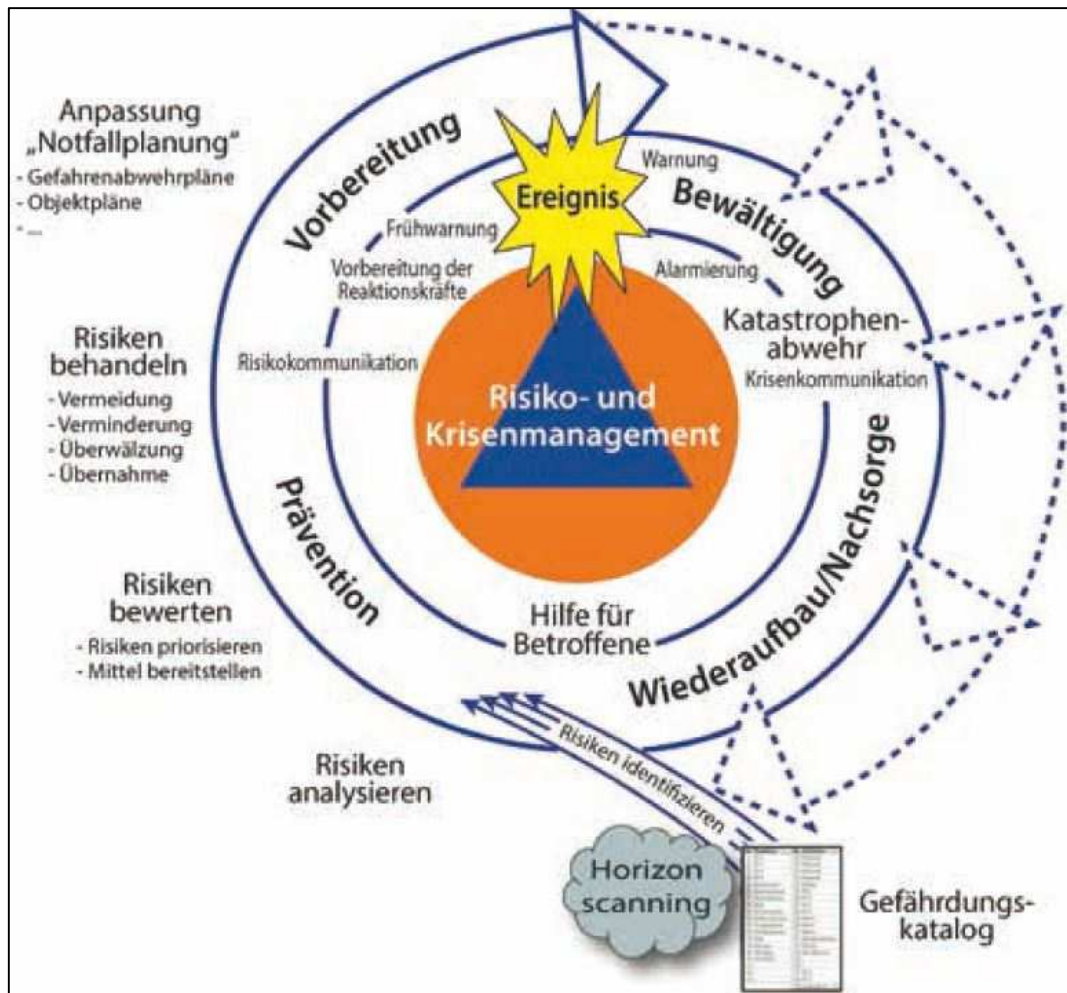 Anpassung
„Notfallplanung“
- Gefahrenabwehrpläne
- Objektpläne
- ...
Vorbereitung
Ereignis
Warnung
Bewältigung
Frühwarnung
Vorbereitung der
Reaktionskräfte
Alarmierung
Katastrophen-
abwehr
Krisenkommunikation
Risikokommunikation
Risiken
behandeln
- Vermeidung
- Verminderung
- Überwälzung
- Übernahme
Risiko- und
Krisenmanagement
Prävention
Wiederaufbau/Nachsorge
Risiken
bewerten
- Risiken priorisieren
- Mittel bereitstellen
Hilfe für
Betroffene
Risiken
analysieren
Risiken identifizieren
Horizon
scanning
Gefährdungs-
katalog